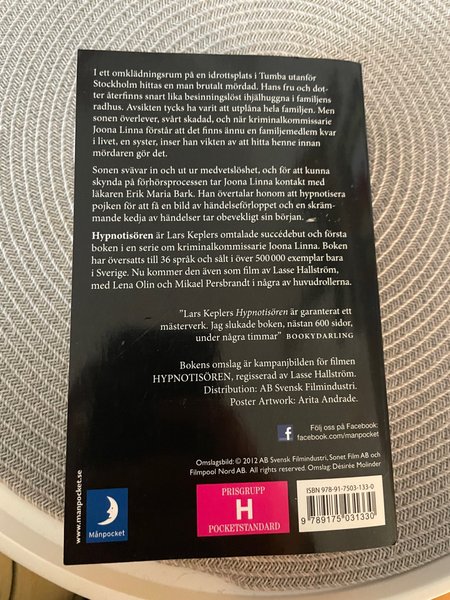 I ett omklädningsrum på en idrottsplats i Tumba utanför
Stockholm hittas en man brutalt mördad. Hans fru och dot-
ter återfinns snart lika besinningslöst ihjälhuggna i familjens
radhus. Avsikten tycks ha varit att utplåna hela familjen. Men
sonen överlever, svårt skadad, och när kriminalkommissarie
Joona Linna förstår att det finns ännu en familjemedlem kvar
i livet, en syster, inser han vikten av att hitta henne innan
mördaren gör det.
Sonen svävar in och ut ur medvetslöshet, och för att kunna
skynda på förhörsprocessen tar Joona Linna kontakt med
läkaren Erik Maria Bark. Han övertalar honom att hypnotisera
pojken för att få en bild av händelseförloppet och en skräm-
mande kedja av händelser tar obevekligt sin början.
Hypnotisören är Lars Keplers omtalade succédebut och första
boken i en serie om kriminalkommissarie Joona Linna. Boken
har översatts till 36 språk och sålt i över 500 000 exemplar bara
i Sverige. Nu kommer den även som film av Lasse Hallström,
med Lena Olin och Mikael Persbrandt i några av huvudrollerna.
"Lars Keplers Hypnotisören är garanterat ett
mästerverk. Jag slukade boken, nästan 600 sidor,
under några timmar" BOOKYDARLING
Bokens omslag är kampanjbilden för filmen
HYPNOTISÖREN, regisserad av Lasse Hallström.
Distribution: AB Svensk Filmindustri.
Poster Artwork: Arita Andrade.
Följ oss på Facebook:
facebook.com/manpocket
Omslagsbild: © 2012 AB Svensk Filmindustri, Sonet Film AB och
Filmpool Nord AB. All rights reserved. Omslag: Désirée Molinder
www.manpocket.se
Månpocket
PRISGRUPP
H
POCKETSTANDARD
ISBN 978-91-7503-133-0
9 789175 031330